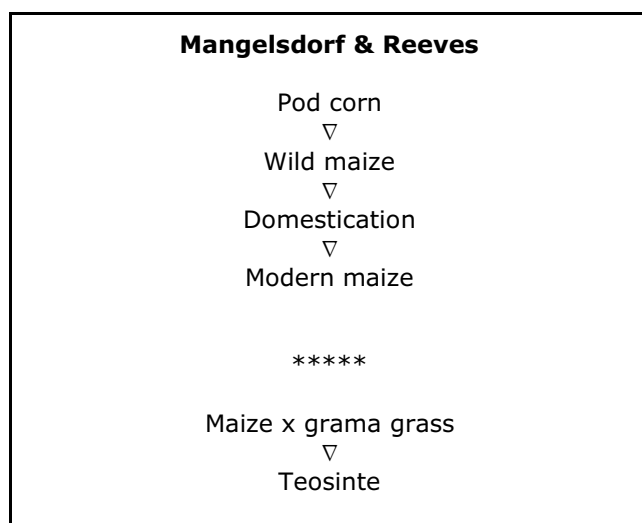 Mangelsdorf & Reeves
Pod corn
∇
Wild maize
∇
Domestication
∇
Modern maize
*****
Maize x grama grass
∇
Teosinte